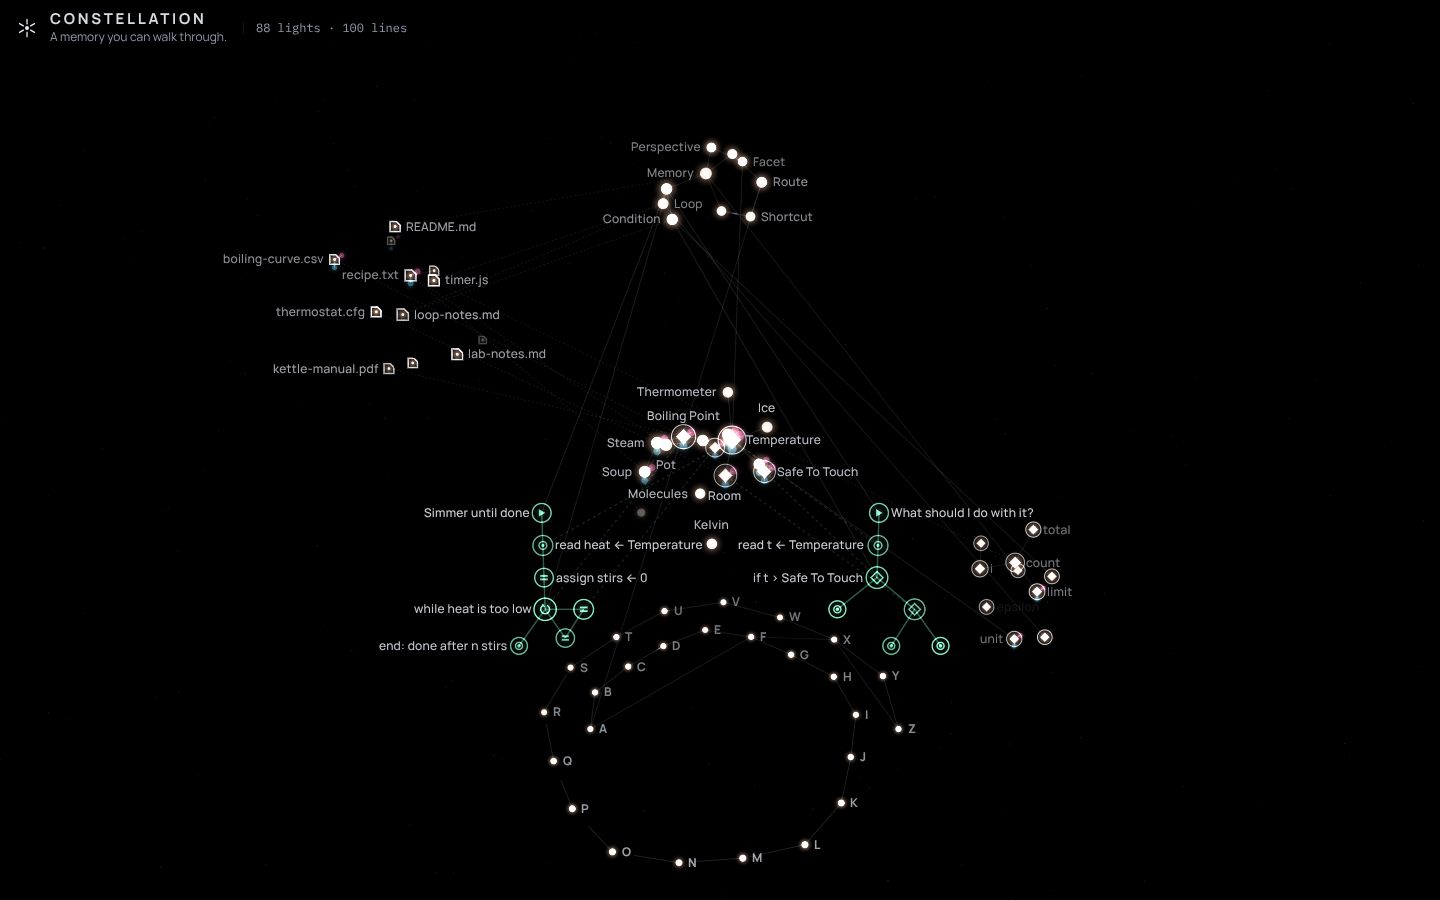 CONSTELLATION
A memory you can walk through.
88 lights · 100 lines
Perspective
Facet
Memory
Route
Loop
Condition
Shortcut
README.md
boiling-curve.csv
recipe.txt
timer.js
thermostat.cfg
loop-notes.md
lab-notes.md
kettle-manual.pdf
Thermometer
Ice
Boiling Point
Steam
Temperature
Pot
Soup
Safe To Touch
Molecules
Room
Simmer until done
What should I do with it?
Kelvin
total
read heat ← Temperature
read t ← Temperature
count
i
assign stirs ← 0
if t > Safe To Touch
limit
while heat is too low
epsilon
end: done after n stirs
unit
U
V
W
T
E
F
X
D
G
S
C
H
Y
B
R
I
A
Z
Q
J
P
K
O
N
M
L